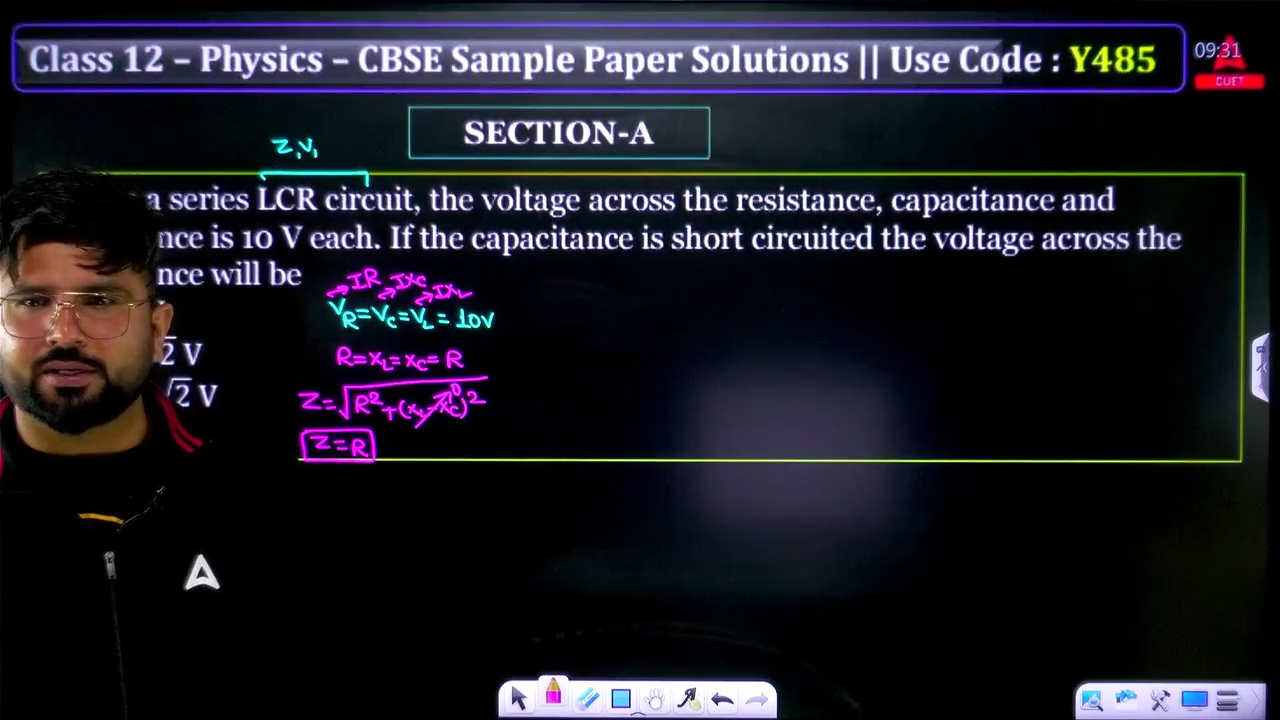 Class 12 – Physics – CBSE Sample Paper Solutions || Use Code : Y485
09:31
CUET
SECTION-A
Z, V,
a series LCR circuit, the voltage across the resistance, capacitance and
nce is 10 V each. If the capacitance is short circuited the voltage across the
nce will be
IR IXC IXL
VR=VC=VL=10V
2 V
R=XL=XC=R
√2 V
Z=√R²+(XL-XC)² 0
Z=R